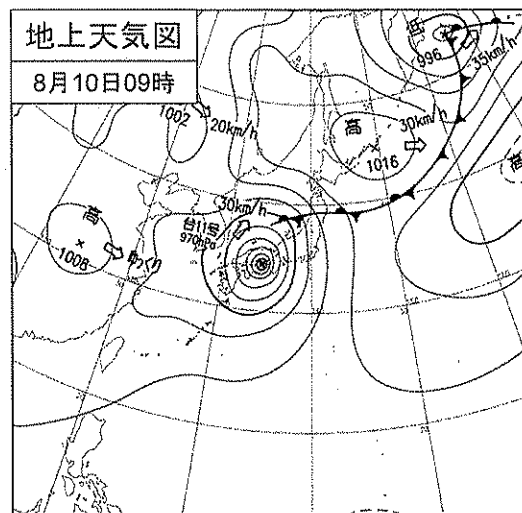 地上天気図
8月10日09時
低
996
35km/h
1002
20km/h
高
1016
30km/h
30km/h
台11号
970hPa
高
1008
ゆっくり
高